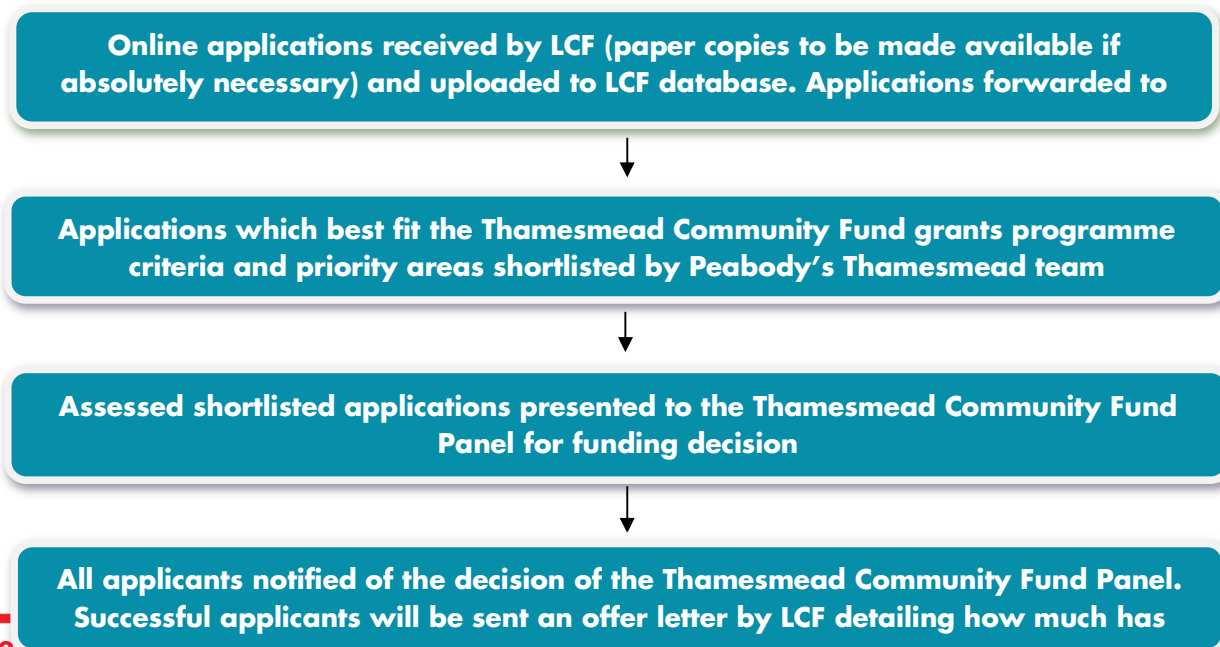 Online applications received by LCF (paper copies to be made available if
absolutely necessary) and uploaded to LCF database. Applications forwarded to
Applications which best fit the Thamesmead Community Fund grants programme
criteria and priority areas shortlisted by Peabody’s Thamesmead team
Assessed shortlisted applications presented to the Thamesmead Community Fund
Panel for funding decision
All applicants notified of the decision of the Thamesmead Community Fund Panel.
Successful applicants will be sent an offer letter by LCF detailing how much has